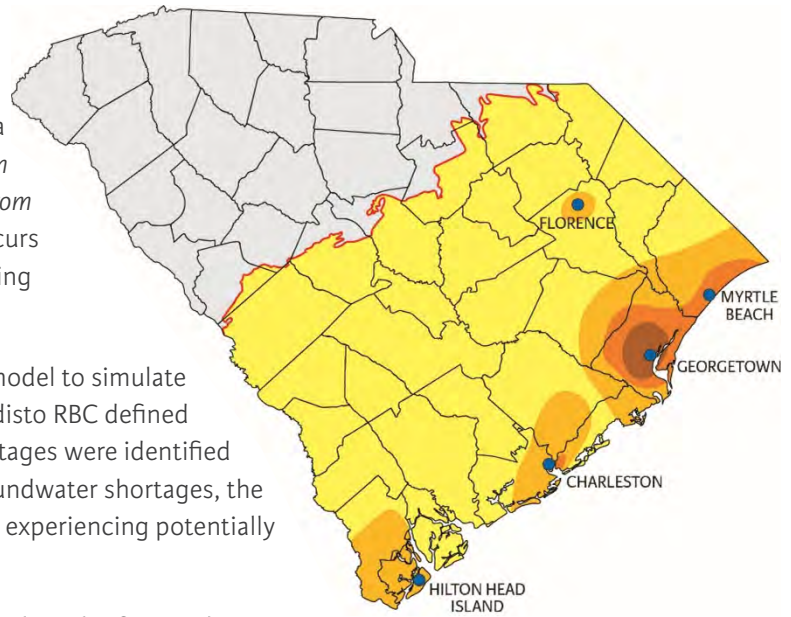 a
om
curs
ing
model to simulate
disto RBC defined
tages were identified
undwater shortages, the
experiencing potentially
FLORENCE
MYRTLE
BEACH
GEORGETOWN
CHARLESTON
HILTON HEAD
ISLAND